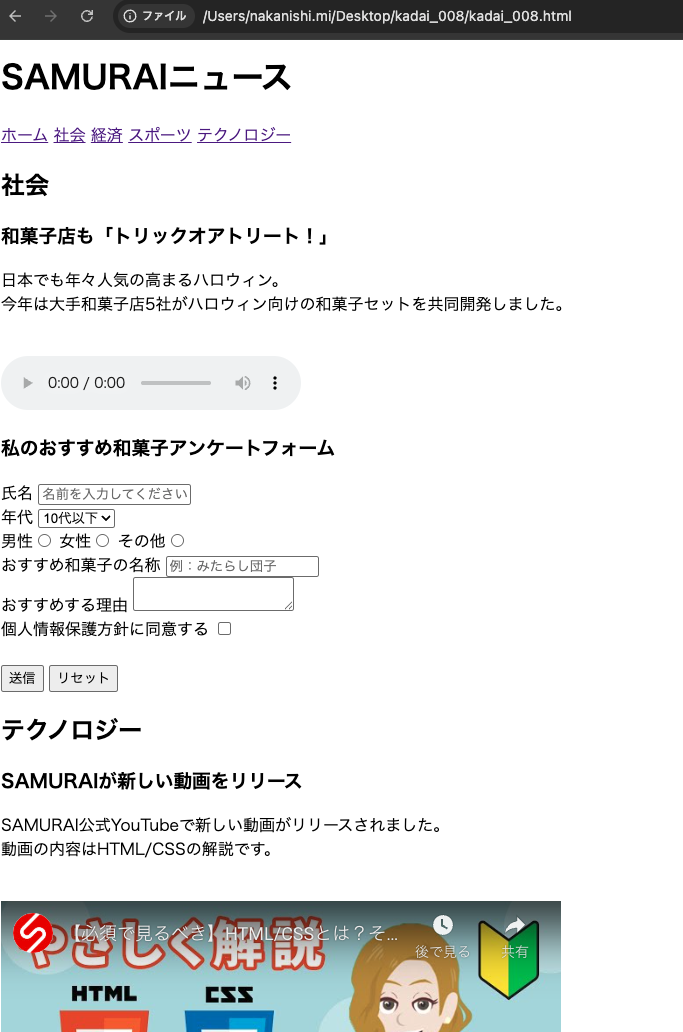 ファイル /Users/nakanishi.mi/Desktop/kadai_008/kadai_008.html
SAMURAIニュース
ホーム 社会 経済 スポーツ テクノロジー
社会
和菓子店も「トリックオアトリート！」
日本でも年々人気の高まるハロウィン。
今年は大手和菓子店5社がハロウィン向けの和菓子セットを共同開発しました。
0:00 / 0:00
私のおすすめ和菓子アンケートフォーム
氏名 名前を入力してください
年代 10代以下
男性 女性 その他
おすすめ和菓子の名称 例：みたらし団子
おすすめする理由
個人情報保護方針に同意する
送信 リセット
テクノロジー
SAMURAIが新しい動画をリリース
SAMURAI公式YouTubeで新しい動画がリリースされました。
動画の内容はHTML/CSSの解説です。
【必須で見るべき】HTML/CSSとは？そ...
やさしく解説
後で見る 共有
HTML CSS